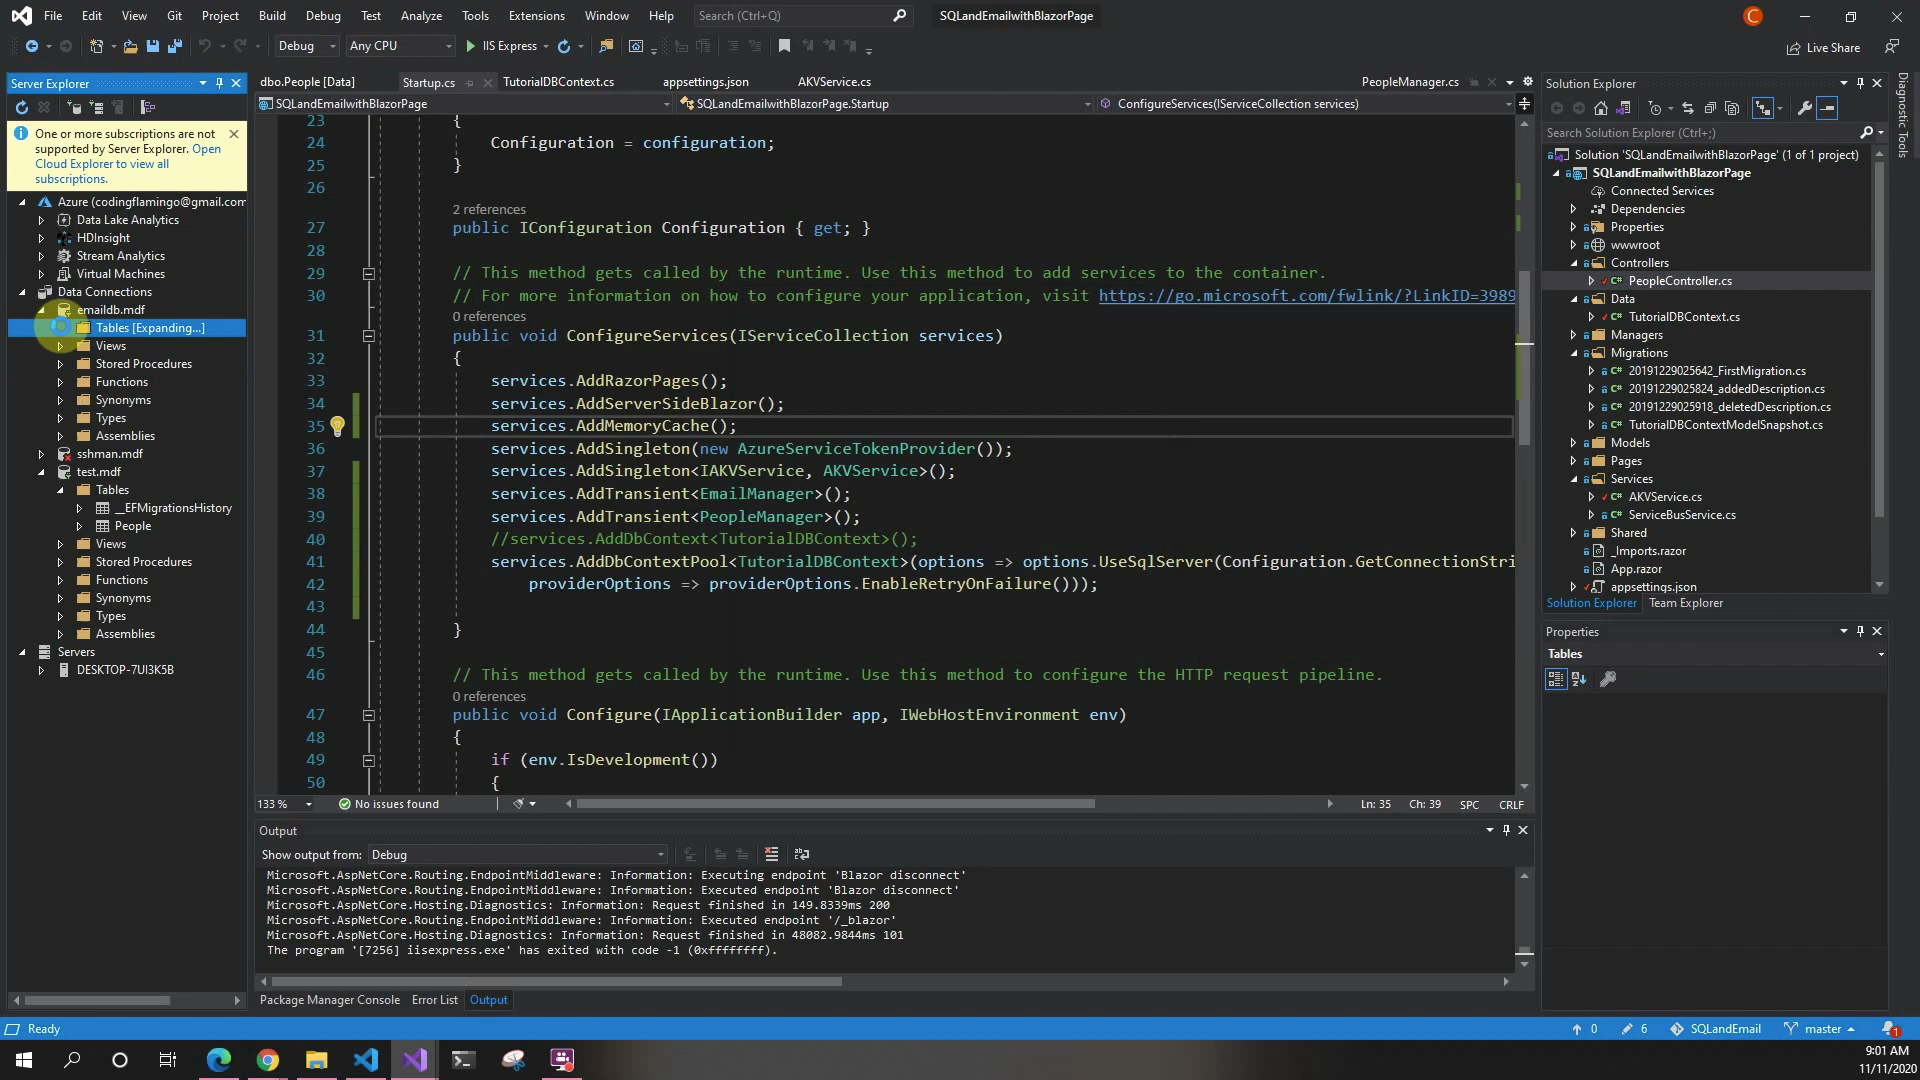 File Edit View Git Project Build Debug Test Analyze Tools Extensions Window Help Search (Ctrl+Q) SQLandEmailwithBlazorPage C
Debug Any CPU IIS Express Live Share
Server Explorer
One or more subscriptions are not
supported by Server Explorer. Open
Cloud Explorer to view all
subscriptions.
Azure (codingflamingo@gmail.com
Data Lake Analytics
HDInsight
Stream Analytics
Virtual Machines
Data Connections
emaildb.mdf
Tables [Expanding...]
Views
Stored Procedures
Functions
Synonyms
Types
Assemblies
sshman.mdf
test.mdf
Tables
__EFMigrationsHistory
People
Views
Stored Procedures
Functions
Synonyms
Types
Assemblies
Servers
DESKTOP-7UI3K5B
dbo.People [Data] Startup.cs TutorialDBContext.cs appsettings.json AKVService.cs PeopleManager.cs
SQLandEmailwithBlazorPage SQLandEmailwithBlazorPage.Startup ConfigureServices(IServiceCollection services)
23 {
24 Configuration = configuration;
25 }
26
2 references
27 public IConfiguration Configuration { get; }
28
29 // This method gets called by the runtime. Use this method to add services to the container.
30 // For more information on how to configure your application, visit https://go.microsoft.com/fwlink/?LinkID=3989
0 references
31 public void ConfigureServices(IServiceCollection services)
32 {
33 services.AddRazorPages();
34 services.AddServerSideBlazor();
35 services.AddMemoryCache();
36 services.AddSingleton(new AzureServiceTokenProvider());
37 services.AddSingleton<IAKVService, AKVService>();
38 services.AddTransient<EmailManager>();
39 services.AddTransient<PeopleManager>();
40 //services.AddDbContext<TutorialDBContext>();
41 services.AddDbContextPool<TutorialDBContext>(options => options.UseSqlServer(Configuration.GetConnectionStri
42 providerOptions => providerOptions.EnableRetryOnFailure()));
43
44 }
45
46 // This method gets called by the runtime. Use this method to configure the HTTP request pipeline.
0 references
47 public void Configure(IApplicationBuilder app, IWebHostEnvironment env)
48 {
49 if (env.IsDevelopment())
50 {
133 % No issues found Ln: 35 Ch: 39 SPC CRLF
Output
Show output from: Debug
Microsoft.AspNetCore.Routing.EndpointMiddleware: Information: Executing endpoint 'Blazor disconnect'
Microsoft.AspNetCore.Routing.EndpointMiddleware: Information: Executed endpoint 'Blazor disconnect'
Microsoft.AspNetCore.Hosting.Diagnostics: Information: Request finished in 149.8339ms 200
Microsoft.AspNetCore.Routing.EndpointMiddleware: Information: Executed endpoint '/_blazor'
Microsoft.AspNetCore.Hosting.Diagnostics: Information: Request finished in 48082.9844ms 101
The program '[7256] iisexpress.exe' has exited with code -1 (0xffffffff).
Package Manager Console Error List Output
Solution Explorer
Search Solution Explorer (Ctrl+;)
Solution 'SQLandEmailwithBlazorPage' (1 of 1 project)
SQLandEmailwithBlazorPage
Connected Services
Dependencies
Properties
wwwroot
Controllers
C# PeopleController.cs
Data
C# TutorialDBContext.cs
Managers
Migrations
C# 20191229025642_FirstMigration.cs
C# 20191229025824_addedDescription.cs
C# 20191229025918_deletedDescription.cs
C# TutorialDBContextModelSnapshot.cs
Models
Pages
Services
C# AKVService.cs
C# ServiceBusService.cs
Shared
_Imports.razor
App.razor
appsettings.json
Solution Explorer Team Explorer
Properties
Tables
Diagnostic Tools
Ready 0 6 SQLandEmail master 1
9:01 AM
11/11/2020